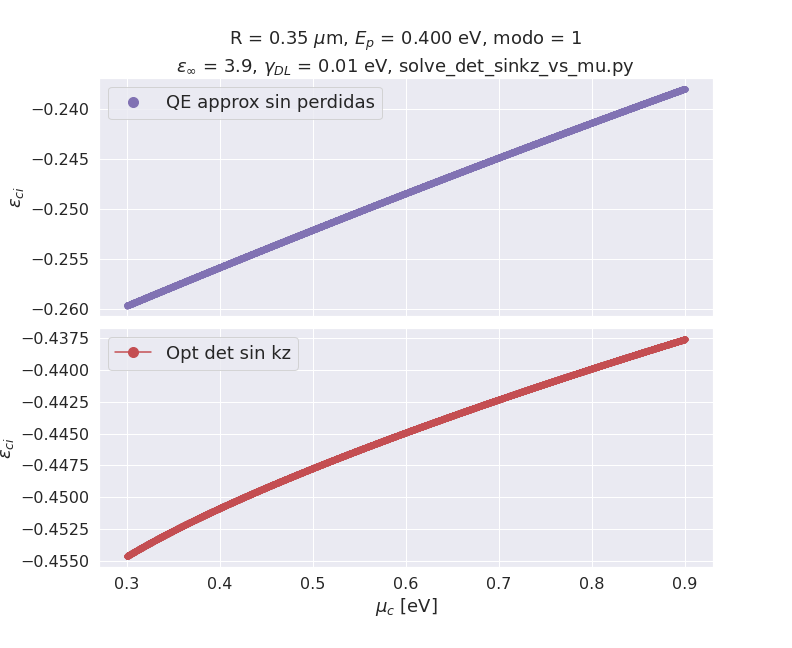 R = 0.35 μm, E_p = 0.400 eV, modo = 1
ε_∞ = 3.9, γ_DL = 0.01 eV, solve_det_sinkz_vs_mu.py
QE approx sin perdidas
−0.240
−0.245
−0.250
−0.255
−0.260
ε_ci
Opt det sin kz
−0.4375
−0.4400
−0.4425
−0.4450
−0.4475
−0.4500
−0.4525
−0.4550
ε_ci
0.3 0.4 0.5 0.6 0.7 0.8 0.9
μ_c [eV]